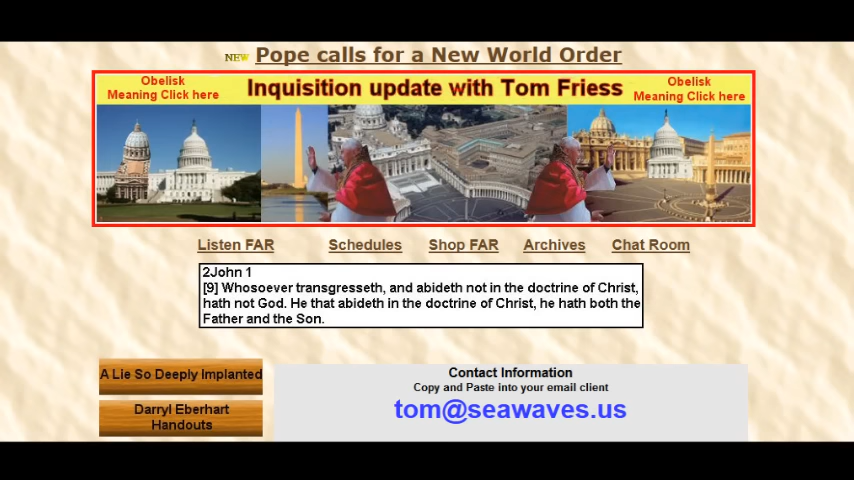 NEW Pope calls for a New World Order
Obelisk
Meaning Click here
Inquisition update with Tom Friess
Obelisk
Meaning Click here
Listen FAR Schedules Shop FAR Archives Chat Room
2John 1
[9] Whosoever transgresseth, and abideth not in the doctrine of Christ,
hath not God. He that abideth in the doctrine of Christ, he hath both the
Father and the Son.
A Lie So Deeply Implanted
Darryl Eberhart
Handouts
Contact Information
Copy and Paste into your email client
tom@seawaves.us